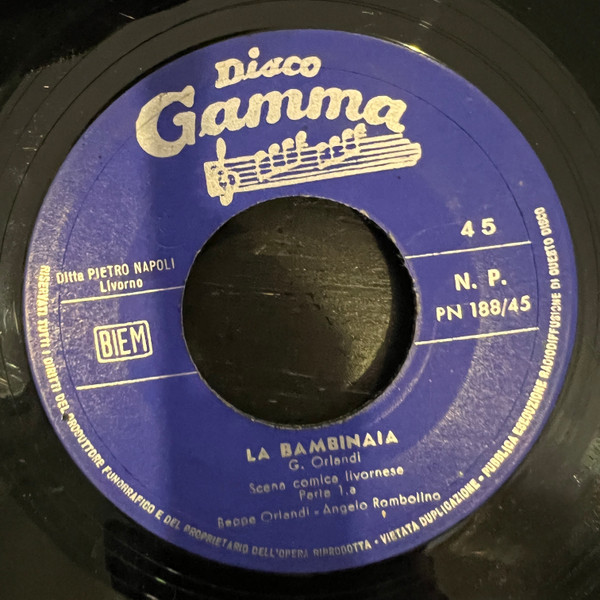 Disco
Gamma
45
Ditta PIETRO NAPOLI
Livorno
N. P.
PN 188/45
BIEM
LA BAMBINAIA
G. Orlandi
Scena comica livornese
Parte 1.a
Beppe Orlandi - Angelo Rombolino
RISERVATI TUTTI I DIRITTI DEL PRODUTTORE FONORRAFICO E DEL PROPRIETARIO DELL'OPERA RIPRODOTTA - VIETATA DUPLICAZIONE - PUBBLICA ESECUZIONE RADIODIFFUSIONE DI QUESTO DISCO